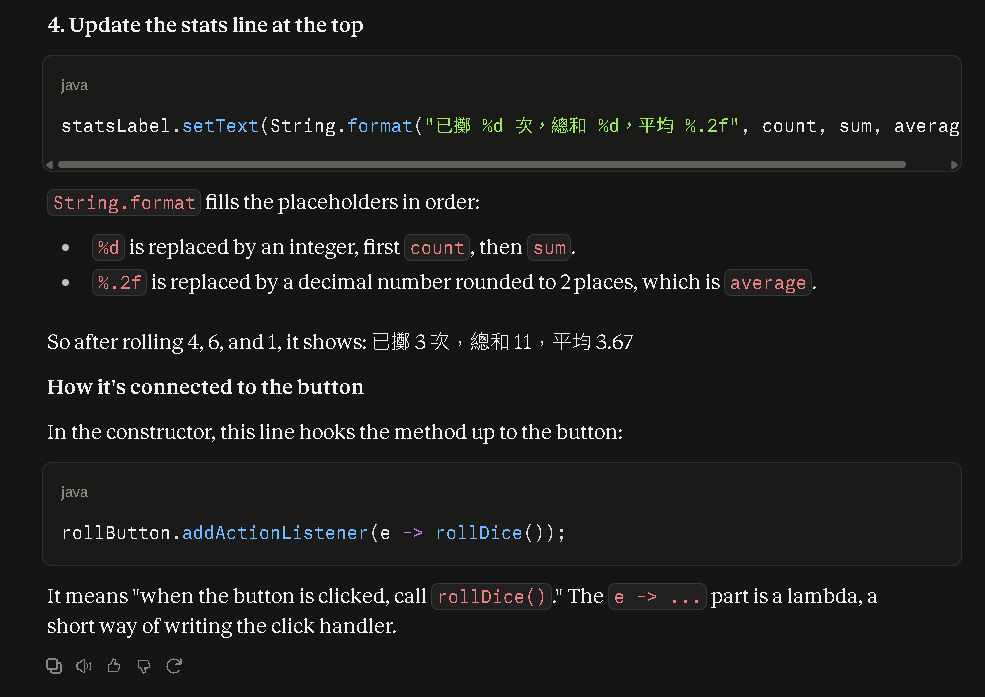 4. Update the stats line at the top
java
statsLabel.setText(String.format("已擲 %d 次，總和 %d，平均 %.2f", count, sum, averag
String.format fills the placeholders in order:
• %d is replaced by an integer, first count, then sum.
• %.2f is replaced by a decimal number rounded to 2 places, which is average.
So after rolling 4, 6, and 1, it shows: 已擲 3 次，總和 11，平均 3.67
How it's connected to the button
In the constructor, this line hooks the method up to the button:
java
rollButton.addActionListener(e -> rollDice());
It means "when the button is clicked, call rollDice()." The e -> ... part is a lambda, a
short way of writing the click handler.